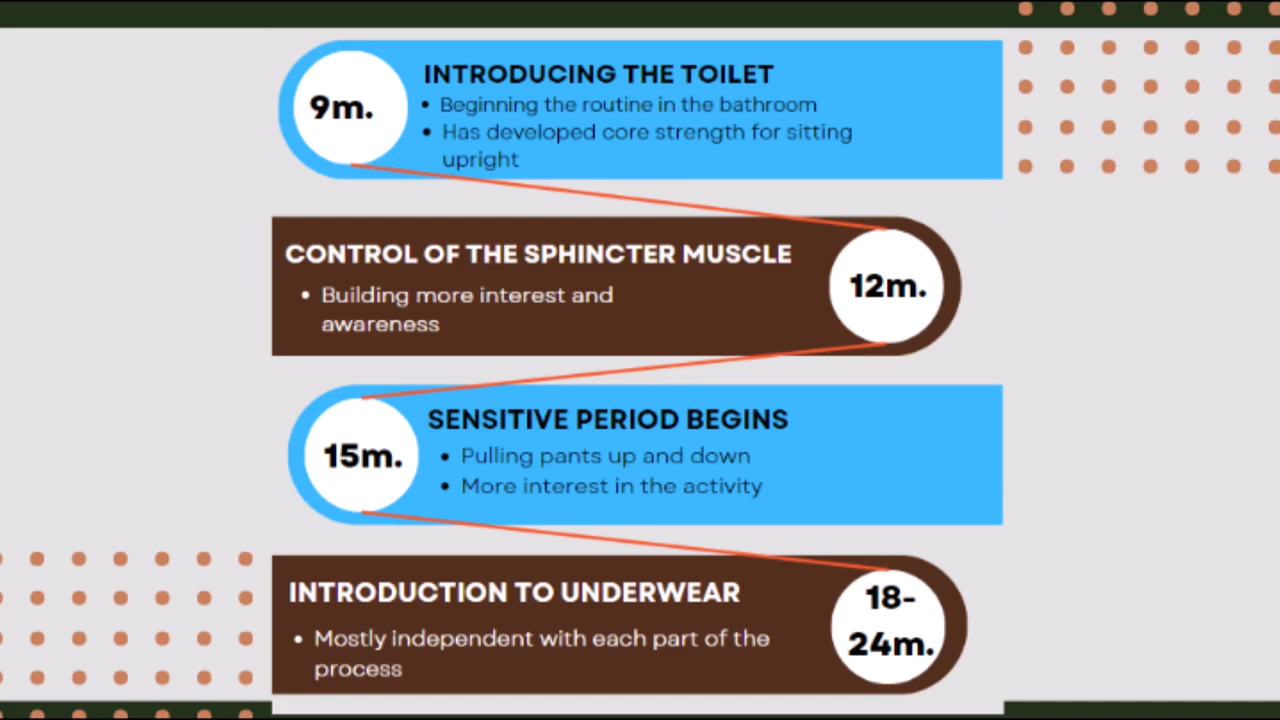 INTRODUCING THE TOILET
• Beginning the routine in the bathroom
9m.
• Has developed core strength for sitting
upright
CONTROL OF THE SPHINCTER MUSCLE
12m.
• Building more interest and
awareness
SENSITIVE PERIOD BEGINS
15m.
• Pulling pants up and down
• More interest in the activity
INTRODUCTION TO UNDERWEAR
18-
24m.
• Mostly independent with each part of the
process